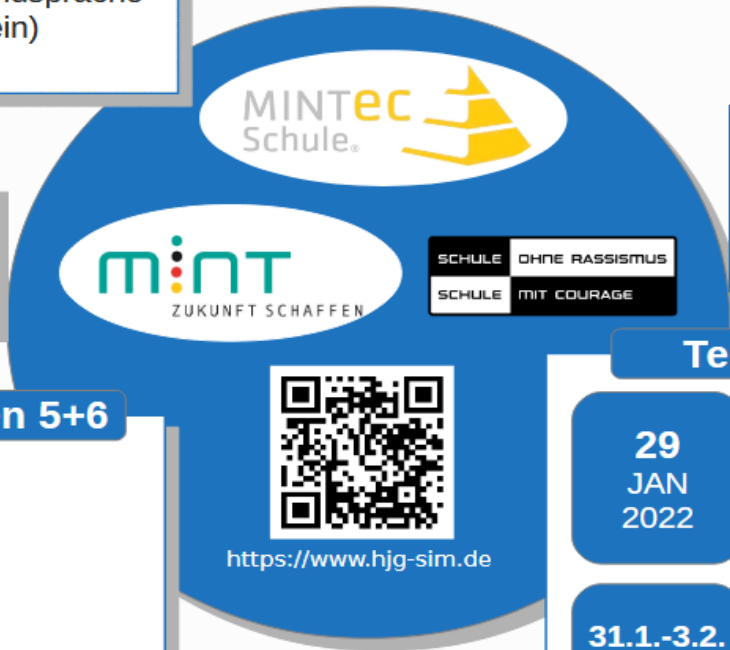 ein)
MINTec
Schule®
mint
ZUKUNFT SCHAFFEN
SCHULE OHNE RASSISMUS
SCHULE MIT COURAGE
Te
n 5+6
29
JAN
2022
https://www.hjg-sim.de
31.1.-3.2.